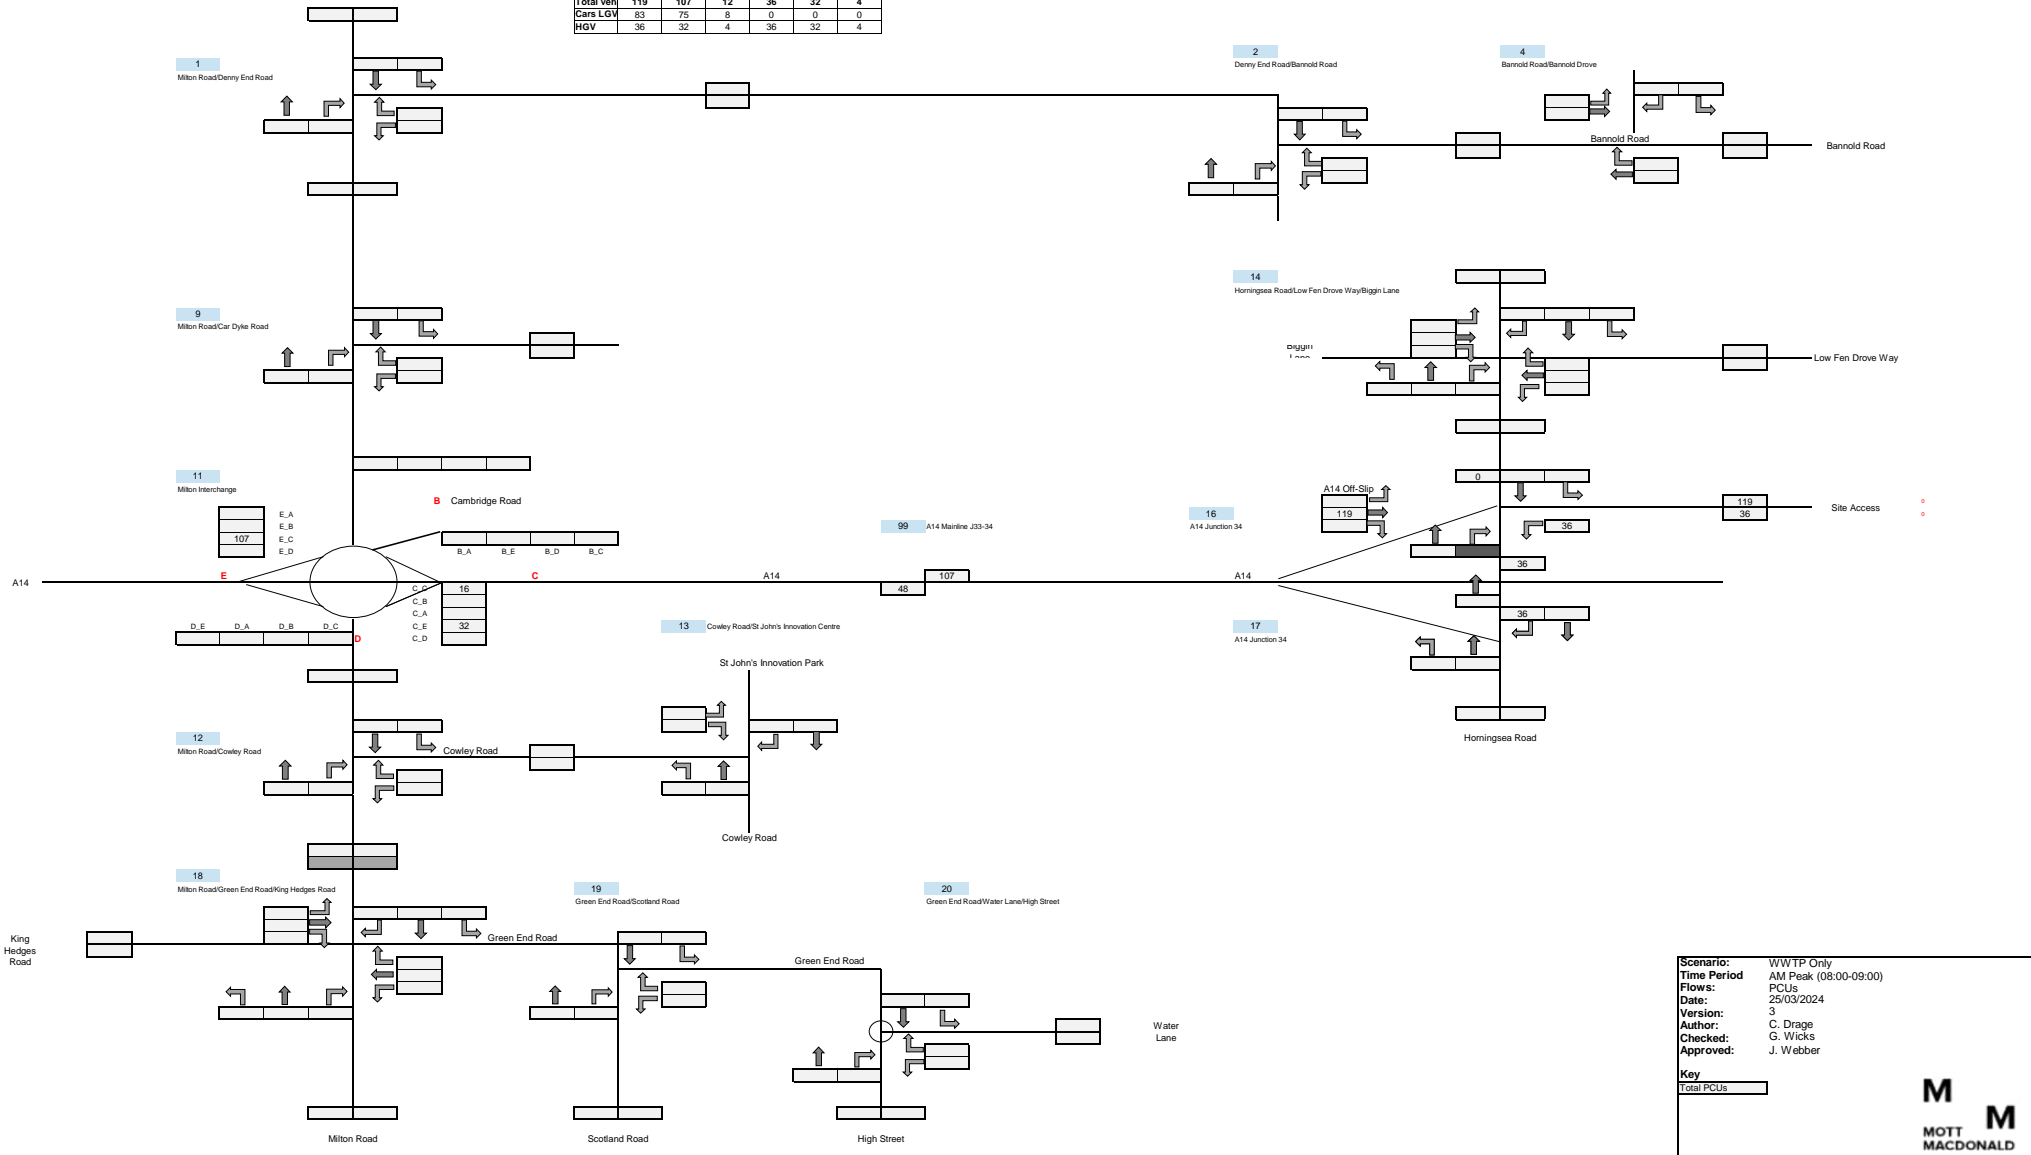 Total Veh 119 107 12 36 32 4
Cars LGV 83 75 8 0 0 0
HGV 36 32 4 36 32 4
1
Milton Road/Denny End Road
2
Denny End Road/Bannold Road
4
Bannold Road/Bannold Drove
Bannold Road
Bannold Road
9
Milton Road/Car Dyke Road
14
Horningsea Road/Low Fen Drove Way/Biggin Lane
Biggin
Lane
Low Fen Drove Way
11
Milton Interchange
E_A
E_B
107 E_C
E_D
B Cambridge Road
B_A B_E B_D B_C
99 A14 Mainline J33-34
16
A14 Junction 34
A14 Off-Slip
119
0
119
36
Site Access
0
0
36
36
A14
E
C
A14
107
48
A14
C_C 16
C_B
C_A
C_E 32
C_D
D_E D_A D_B D_C
D
13 Cowley Road/St John's Innovation Centre
17
A14 Junction 34
36
St John's Innovation Park
12
Milton Road/Cowley Road
Cowley Road
Horningsea Road
Cowley Road
18
Milton Road/Green End Road/King Hedges Road
19
Green End Road/Scotland Road
20
Green End Road/Water Lane/High Street
King
Hedges
Road
Green End Road
Green End Road
Water
Lane
Milton Road
Scotland Road
High Street
Scenario: WWTP Only
Time Period AM Peak (08:00-09:00)
Flows: PCUs
Date: 25/03/2024
Version: 3
Author: C. Drage
Checked: G. Wicks
Approved: J. Webber
Key
Total PCUs
M
M
MOTT
MACDONALD